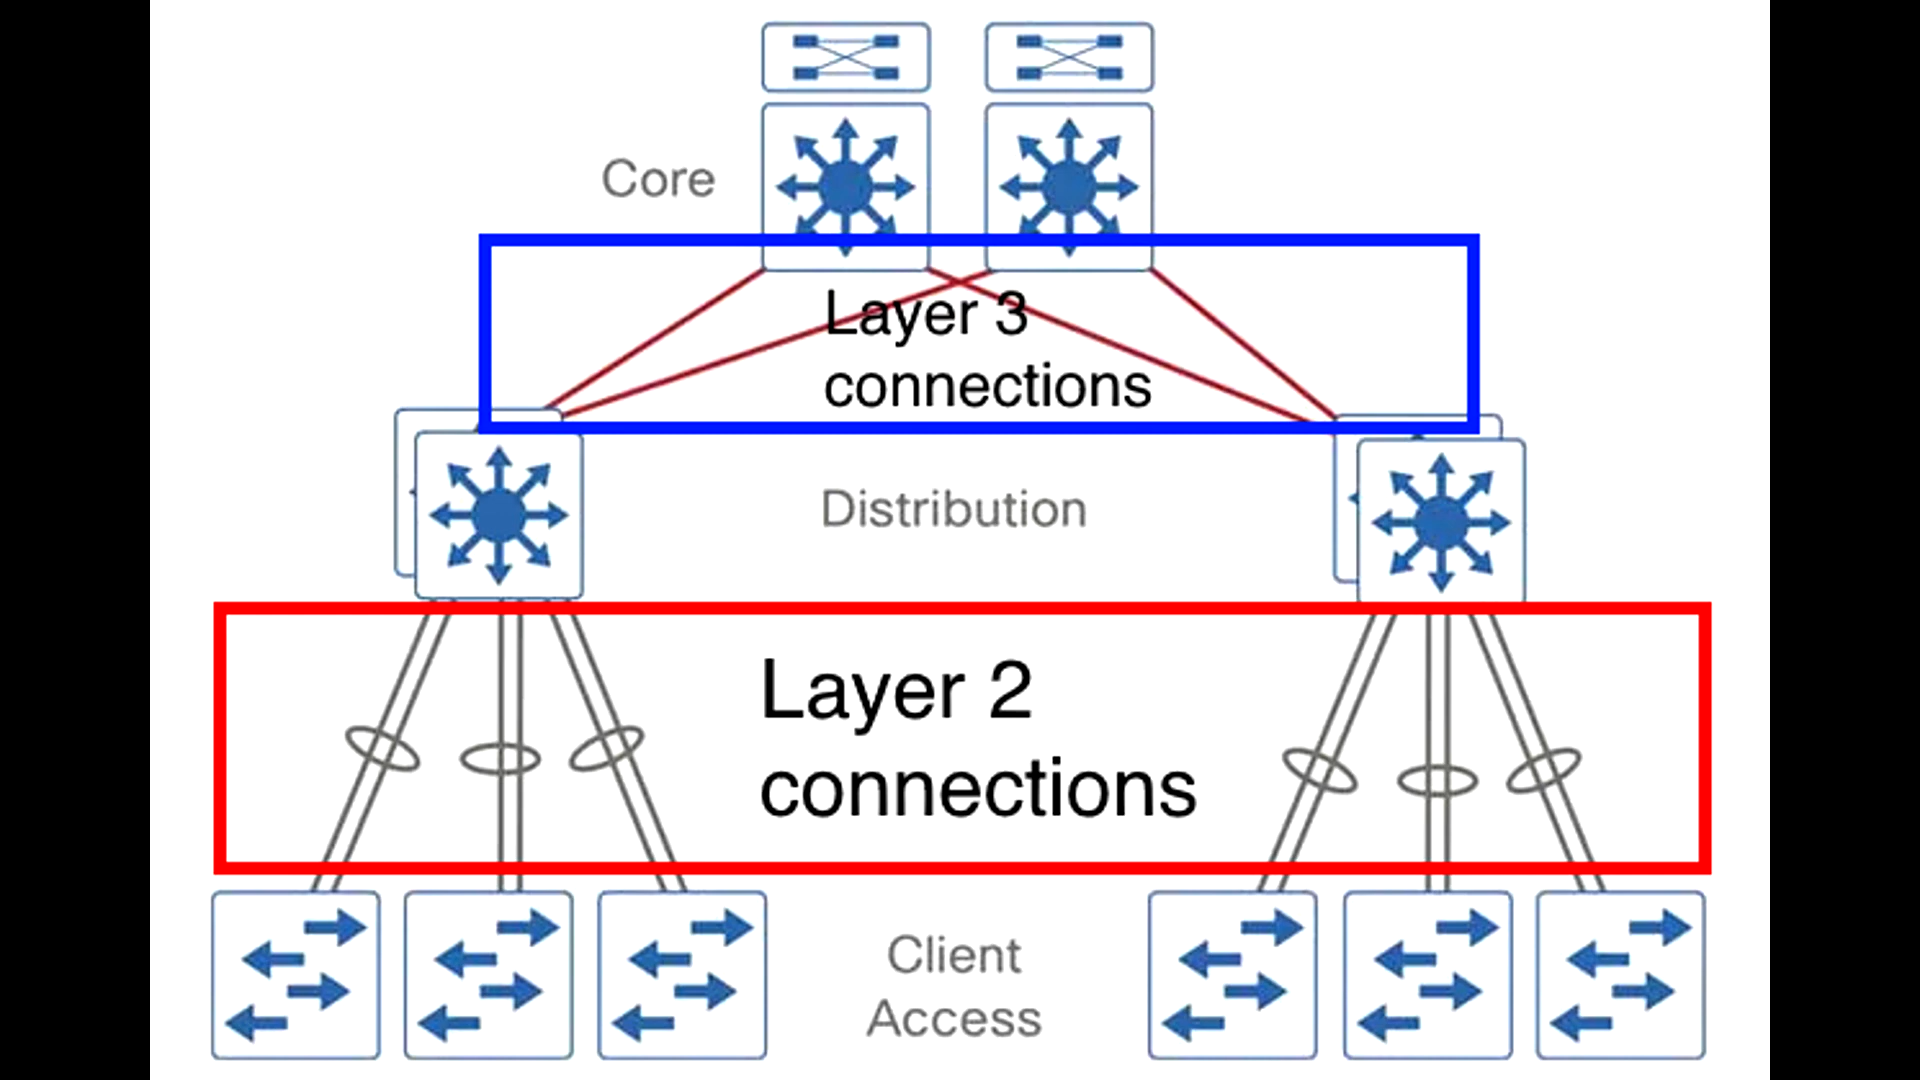 Core
Layer 3
connections
Distribution
Layer 2
connections
Client
Access